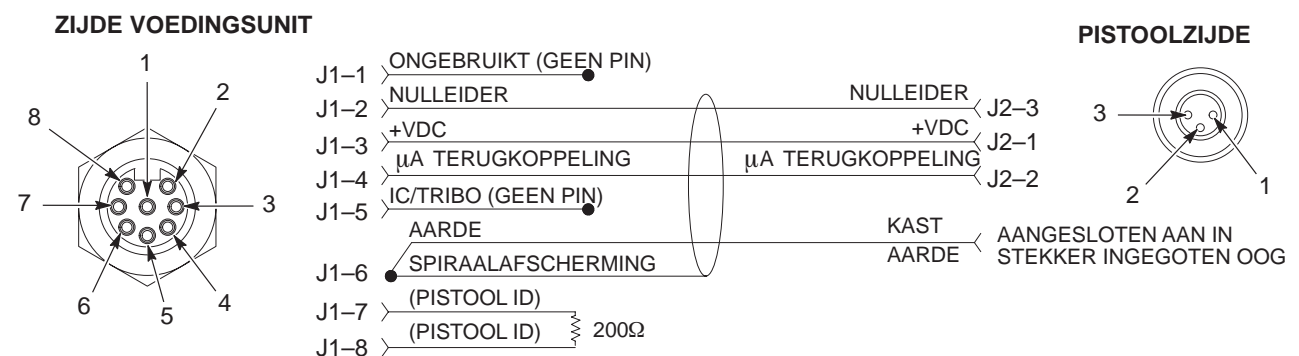 ZIJDE VOEDINGSUNIT
PISTOOLZIJDE
1
2
8
7
3
6
5
4
J1–1 ONGEBRUIKT (GEEN PIN)
J1–2 NULLEIDER NULLEIDER J2–3
J1–3 +VDC +VDC J2–1
J1–4 µA TERUGKOPPELING µA TERUGKOPPELING J2–2
J1–5 IC/TRIBO (GEEN PIN)
AARDE KAST AARDE AANGESLOTEN AAN IN
STEKKER INGEGOTEN OOG
J1–6 SPIRAALAFSCHERMING
J1–7 (PISTOOL ID)
200Ω
J1–8 (PISTOOL ID)
3
2
1